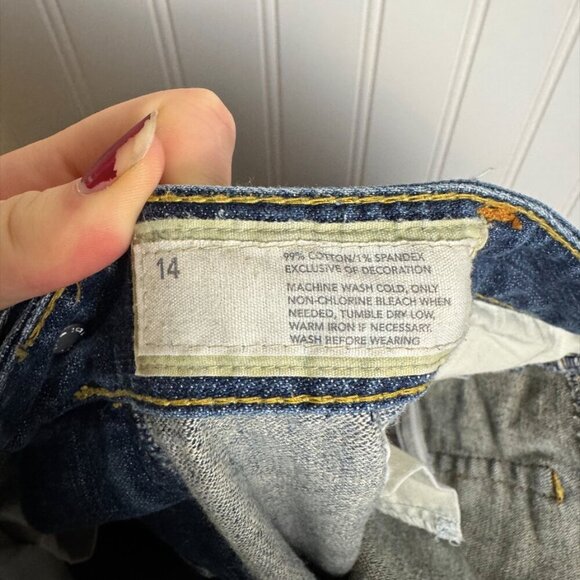 14
99% COTTON/1% SPANDEX
EXCLUSIVE OF DECORATION
MACHINE WASH COLD, ONLY
NON-CHLORINE BLEACH WHEN
NEEDED, TUMBLE DRY LOW,
WARM IRON IF NECESSARY.
WASH BEFORE WEARING